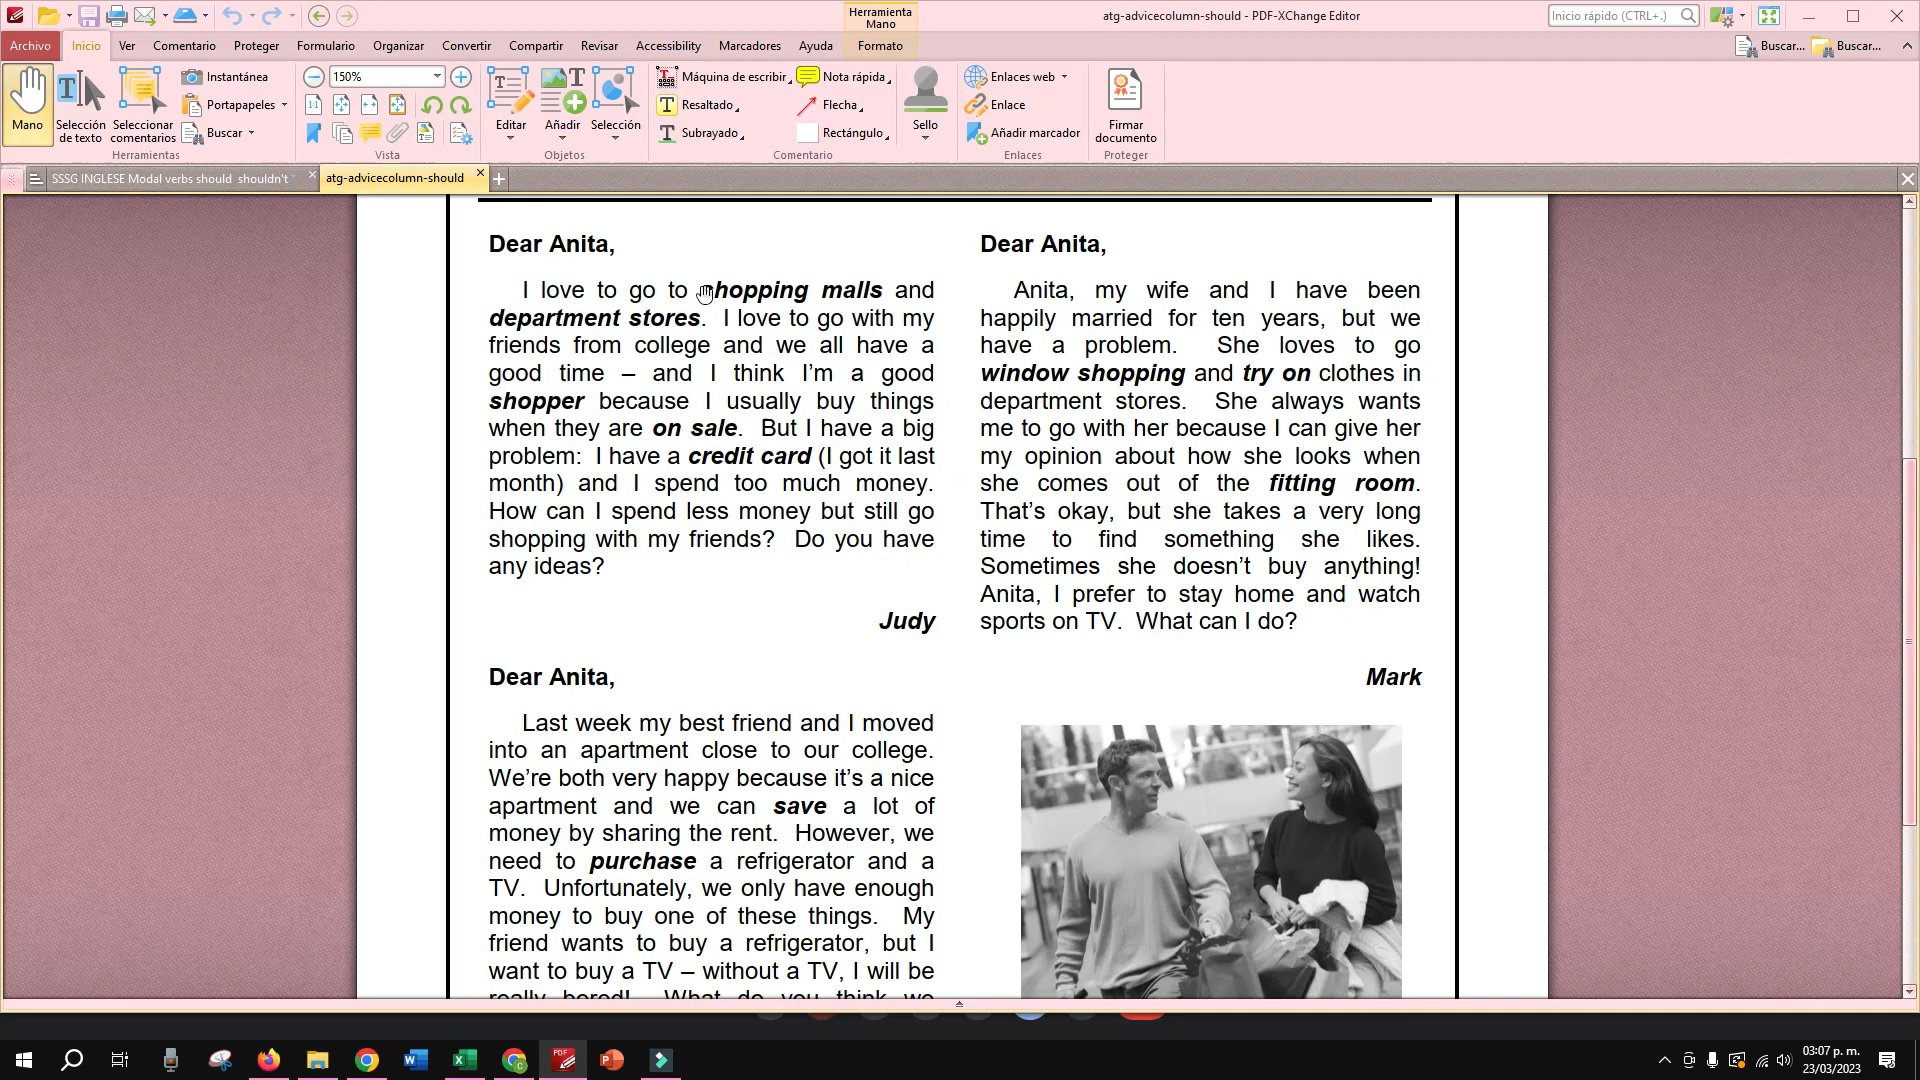 Herramienta
Mano
atg-advicecolumn-should - PDF-XChange Editor
Inicio rápido (CTRL+.)
Archivo
Inicio
Ver
Comentario
Proteger
Formulario
Organizar
Convertir
Compartir
Revisar
Accessibility
Marcadores
Ayuda
Formato
Buscar...
Buscar...
Mano
Selección
de texto
Seleccionar
comentarios
Instantánea
Portapapeles
Buscar
Herramientas
150%
Vista
Editar
Añadir
Selección
Objetos
Máquina de escribir
Resaltado
Subrayado
Nota rápida
Flecha
Rectángulo
Sello
Comentario
Enlaces web
Enlace
Añadir marcador
Enlaces
Firmar
documento
Proteger
SSSG INGLESE Modal verbs should shouldn't *
atg-advicecolumn-should
Dear Anita,
I love to go to shopping malls and
department stores. I love to go with my
friends from college and we all have a
good time – and I think I'm a good
shopper because I usually buy things
when they are on sale. But I have a big
problem: I have a credit card (I got it last
month) and I spend too much money.
How can I spend less money but still go
shopping with my friends? Do you have
any ideas?
Judy
Dear Anita,
Last week my best friend and I moved
into an apartment close to our college.
We're both very happy because it's a nice
apartment and we can save a lot of
money by sharing the rent. However, we
need to purchase a refrigerator and a
TV. Unfortunately, we only have enough
money to buy one of these things. My
friend wants to buy a refrigerator, but I
want to buy a TV – without a TV, I will be
really bored! What do you think we
Dear Anita,
Anita, my wife and I have been
happily married for ten years, but we
have a problem. She loves to go
window shopping and try on clothes in
department stores. She always wants
me to go with her because I can give her
my opinion about how she looks when
she comes out of the fitting room.
That's okay, but she takes a very long
time to find something she likes.
Sometimes she doesn't buy anything!
Anita, I prefer to stay home and watch
sports on TV. What can I do?
Mark
03:07 p. m.
23/03/2023